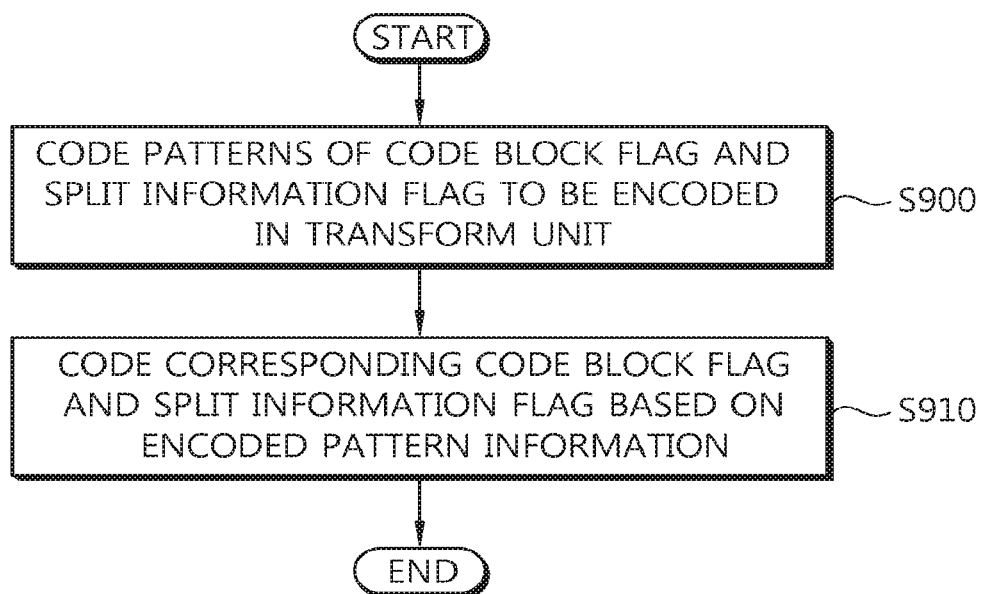 START
CODE PATTERNS OF CODE BLOCK FLAG AND
SPLIT INFORMATION FLAG TO BE ENCODED
IN TRANSFORM UNIT
S900
CODE CORRESPONDING CODE BLOCK FLAG
AND SPLIT INFORMATION FLAG BASED ON
ENCODED PATTERN INFORMATION
S910
END